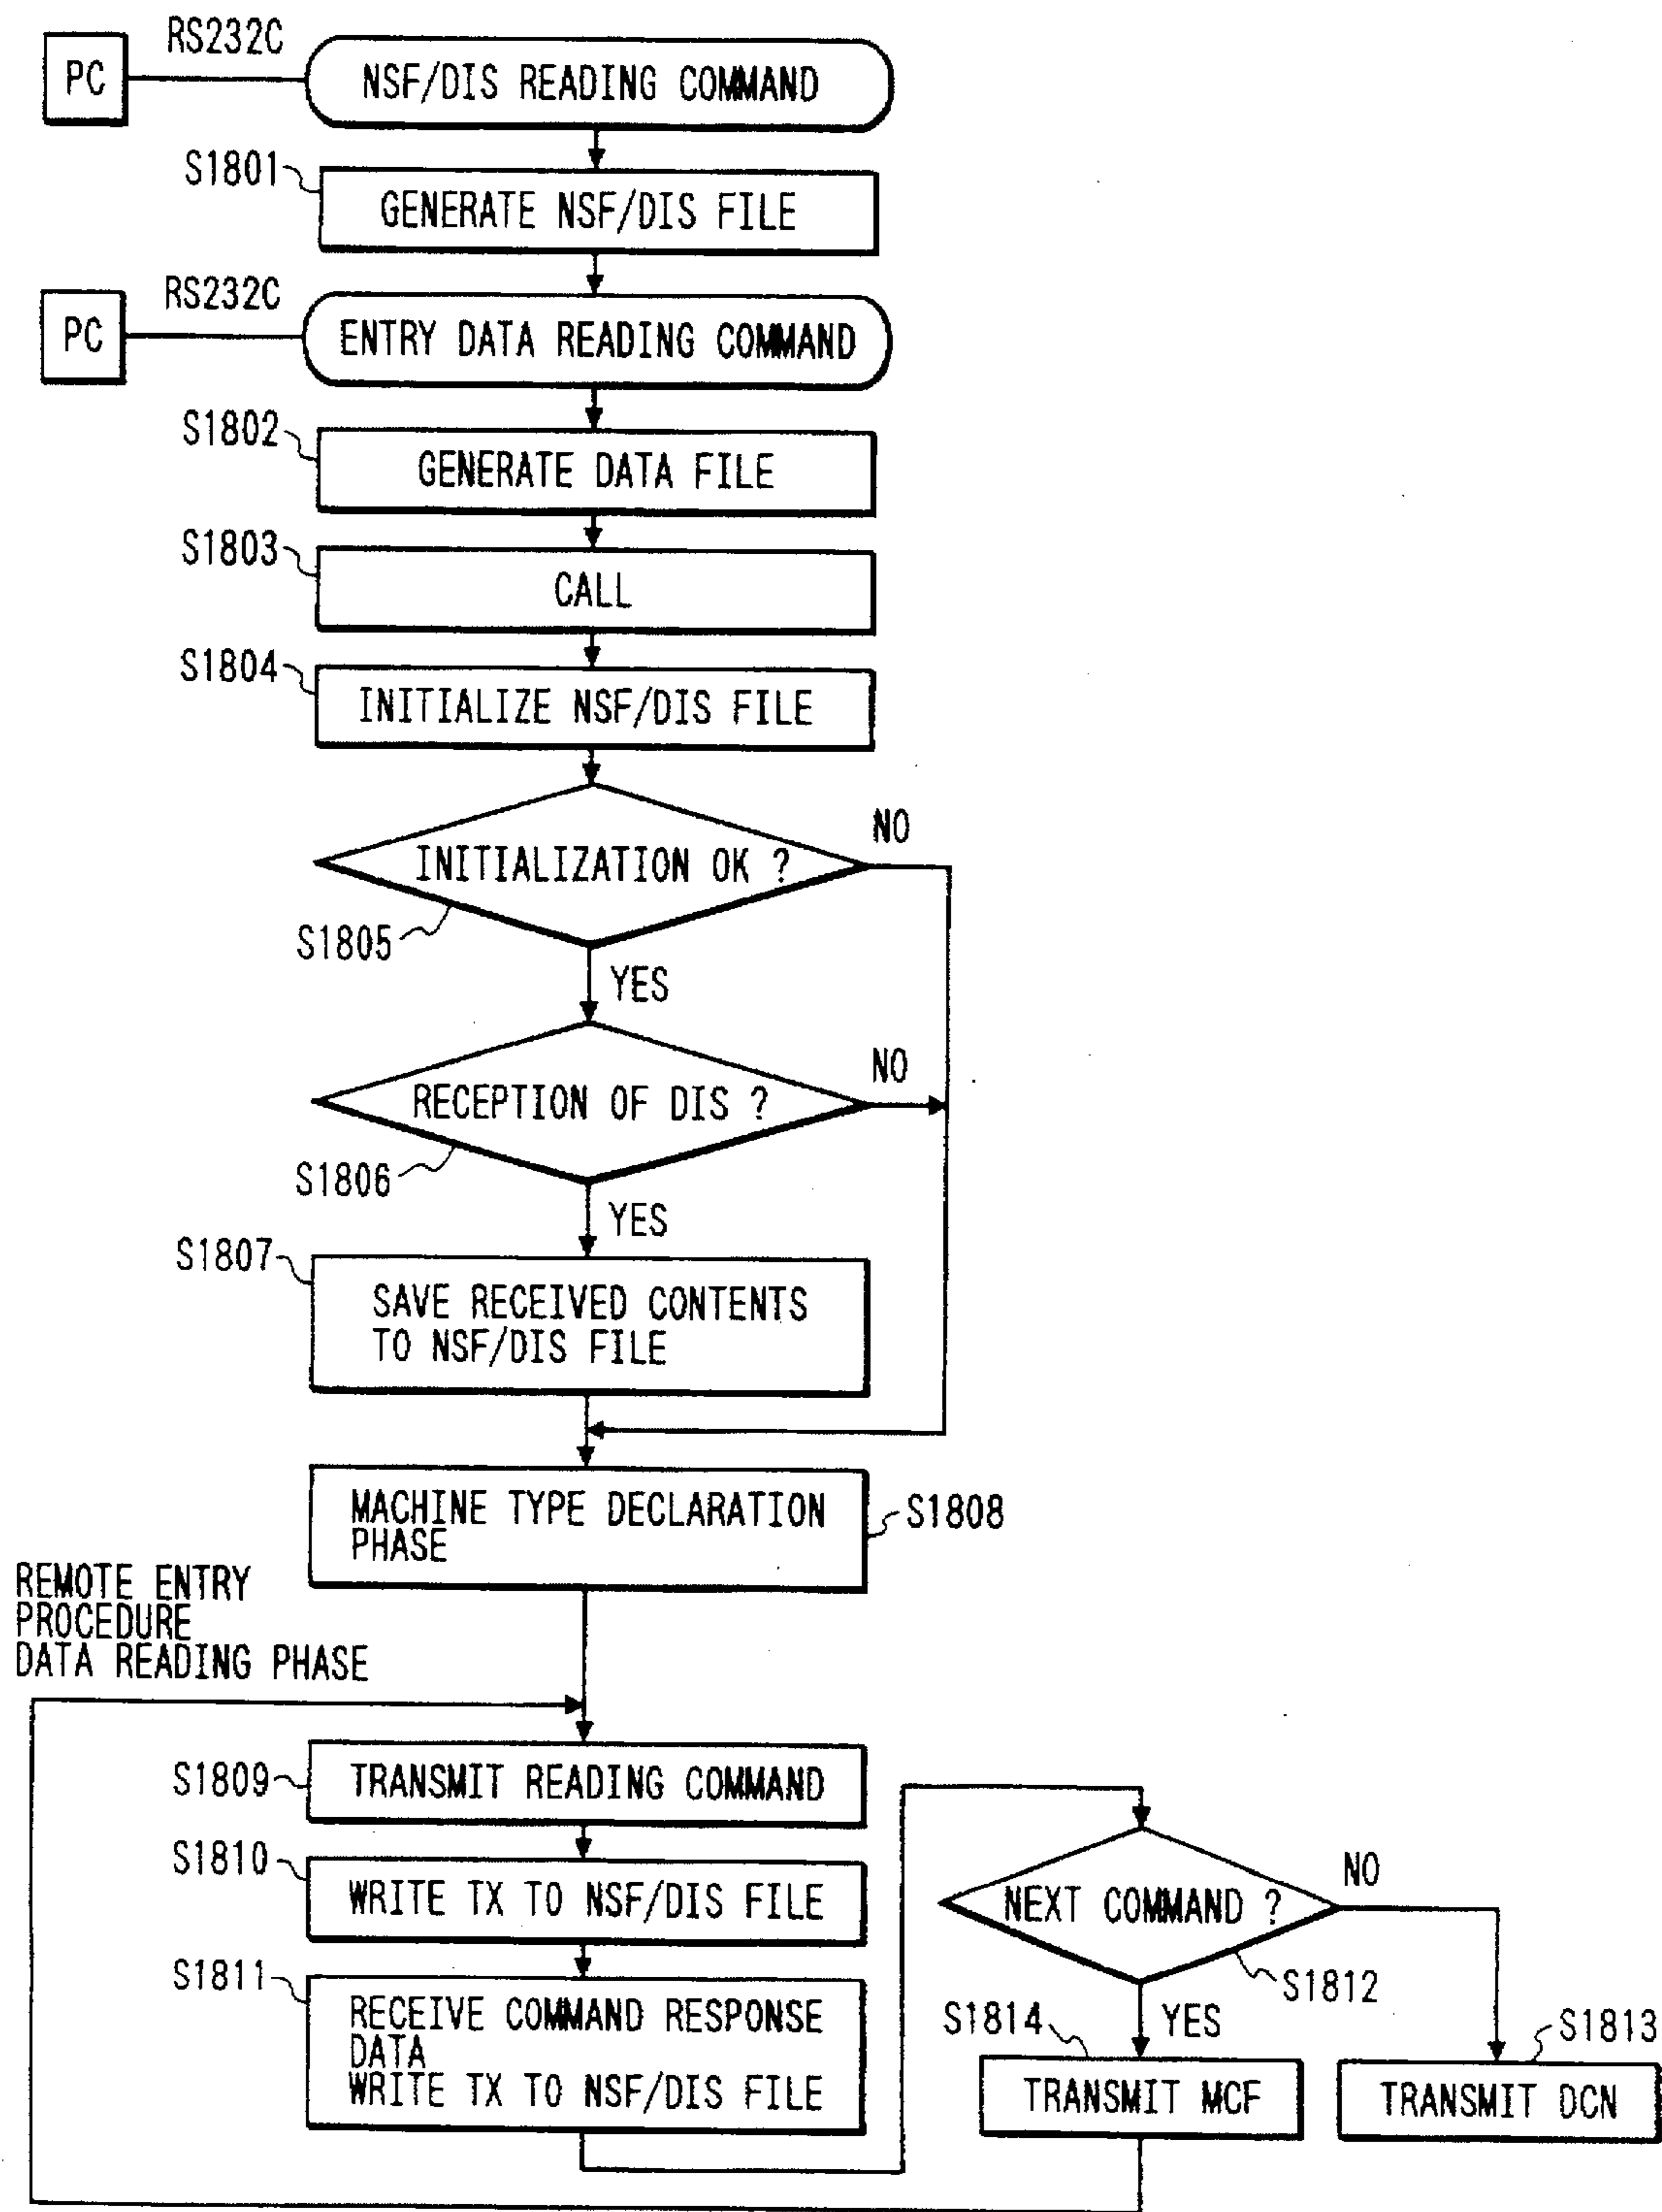 RS232C
PC
NSF/DIS READING COMMAND
S1801
GENERATE NSF/DIS FILE
RS232C
PC
ENTRY DATA READING COMMAND
S1802
GENERATE DATA FILE
S1803
CALL
S1804
INITIALIZE NSF/DIS FILE
NO
INITIALIZATION OK ?
S1805
YES
NO
RECEPTION OF DIS ?
S1806
YES
S1807
SAVE RECEIVED CONTENTS
TO NSF/DIS FILE
MACHINE TYPE DECLARATION
PHASE
S1808
REMOTE ENTRY
PROCEDURE
DATA READING PHASE
S1809
TRANSMIT READING COMMAND
S1810
WRITE TX TO NSF/DIS FILE
S1811
RECEIVE COMMAND RESPONSE
DATA
WRITE TX TO NSF/DIS FILE
NEXT COMMAND ?
NO
S1812
YES
S1814
TRANSMIT MCF
S1813
TRANSMIT DCN